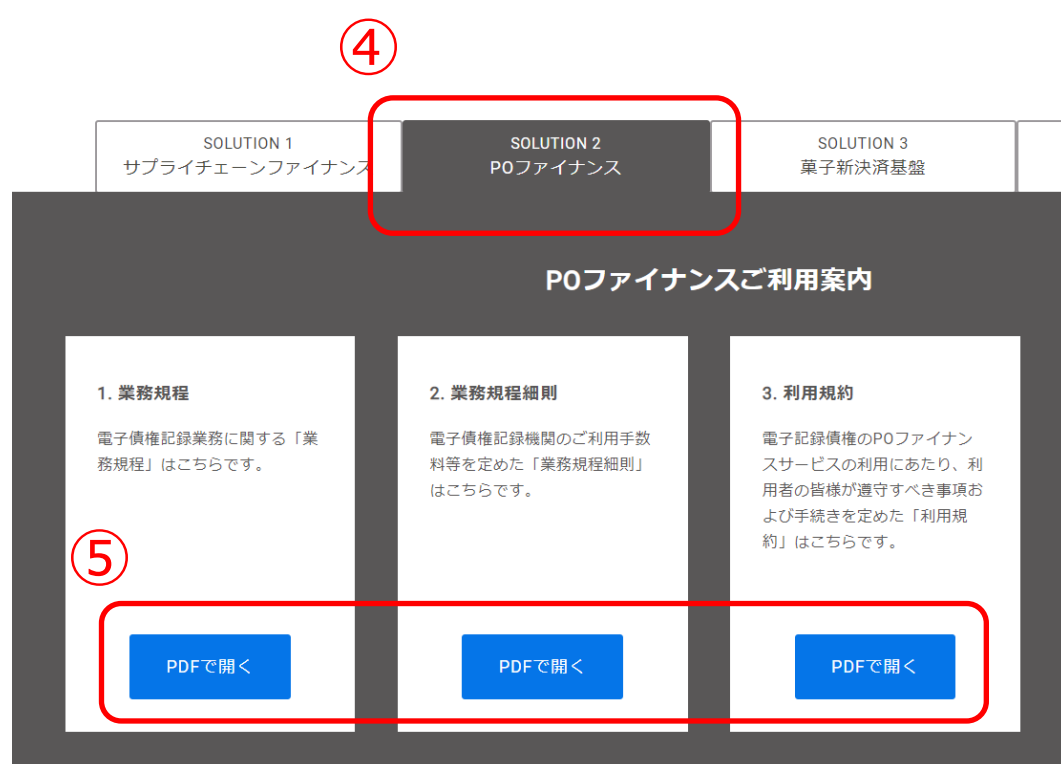 ④
SOLUTION 1
サプライチェーンファイナンス
SOLUTION 2
POファイナンス
SOLUTION 3
菓子新決済基盤
POファイナンスご利用案内
1. 業務規程
電子債権記録業務に関する「業
務規程」はこちらです。
2. 業務規程細則
電子債権記録機関のご利用手数
料等を定めた「業務規程細則」
はこちらです。
3. 利用規約
電子記録債権のPOファイナン
スサービスの利用にあたり、利
用者の皆様が遵守すべき事項お
よび手続きを定めた「利用規
約」はこちらです。
⑤
PDFで開く
PDFで開く
PDFで開く